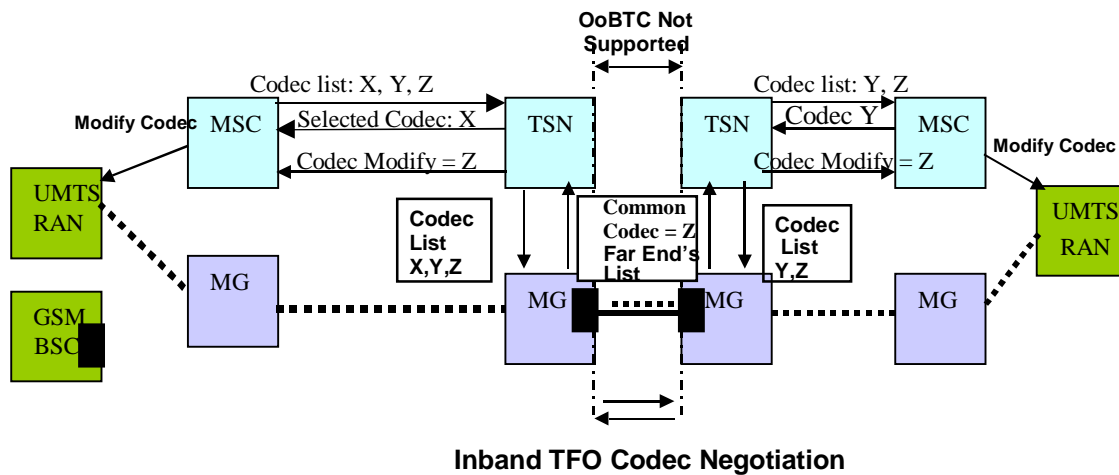 OoBTC Not
Supported
Codec list: X, Y, Z
Codec list: Y, Z
Modify Codec
MSC
Selected Codec: X
TSN
TSN
Codec Y
MSC
Modify Codec
Codec Modify = Z
Codec Modify = Z
UMTS
RAN
UMTS
RAN
Codec
List
X,Y,Z
Common
Codec = Z
Far End's
List
Codec
List
Y,Z
MG
MG
MG
MG
GSM
BSC
Inband TFO Codec Negotiation